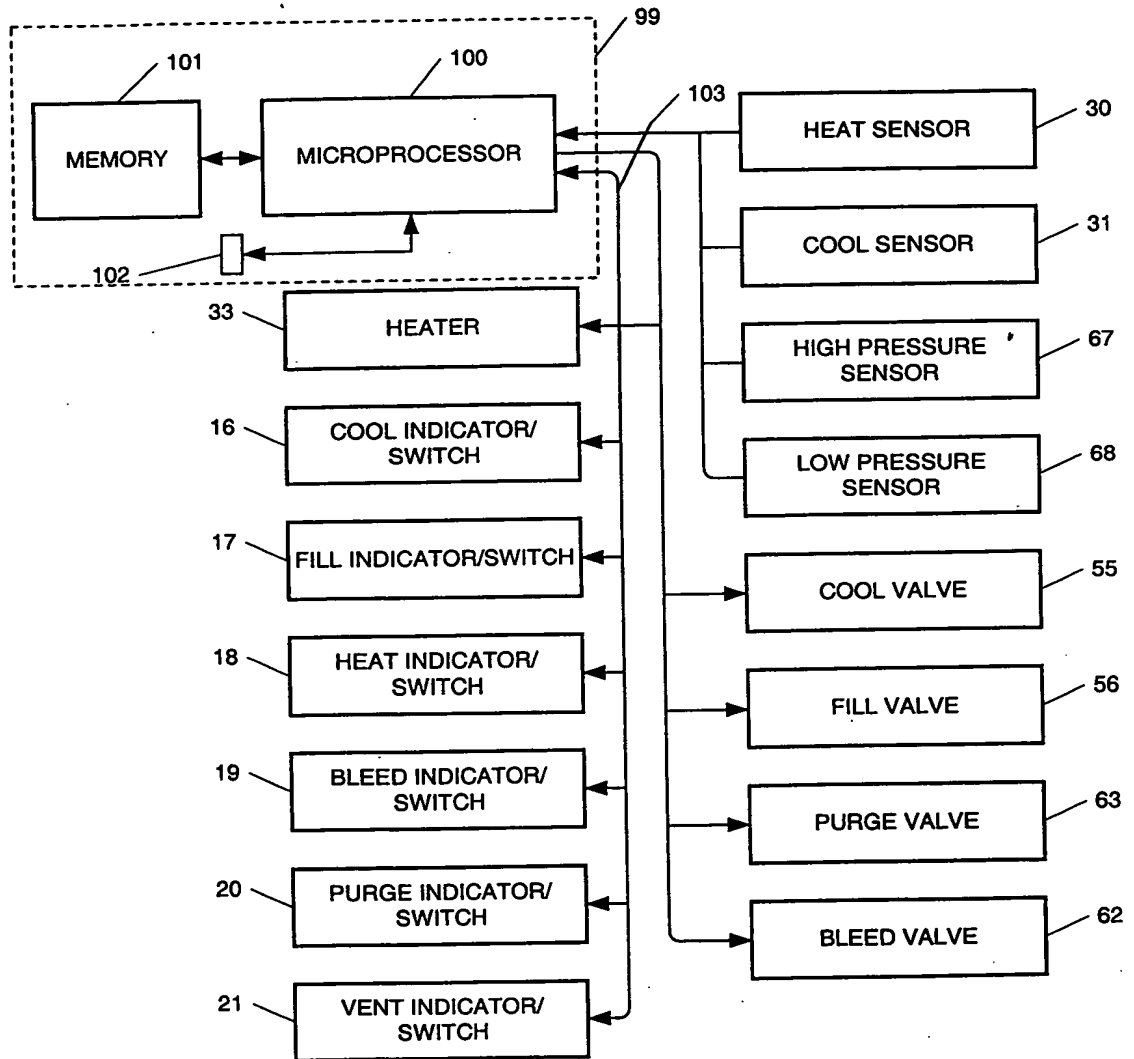 99
101
100
103
MEMORY
MICROPROCESSOR
HEAT SENSOR
30
102
COOL SENSOR
31
33
HEATER
HIGH PRESSURE
SENSOR
67
16
COOL INDICATOR/
SWITCH
LOW PRESSURE
SENSOR
68
17
FILL INDICATOR/SWITCH
COOL VALVE
55
18
HEAT INDICATOR/
SWITCH
FILL VALVE
56
19
BLEED INDICATOR/
SWITCH
PURGE VALVE
63
20
PURGE INDICATOR/
SWITCH
BLEED VALVE
62
21
VENT INDICATOR/
SWITCH